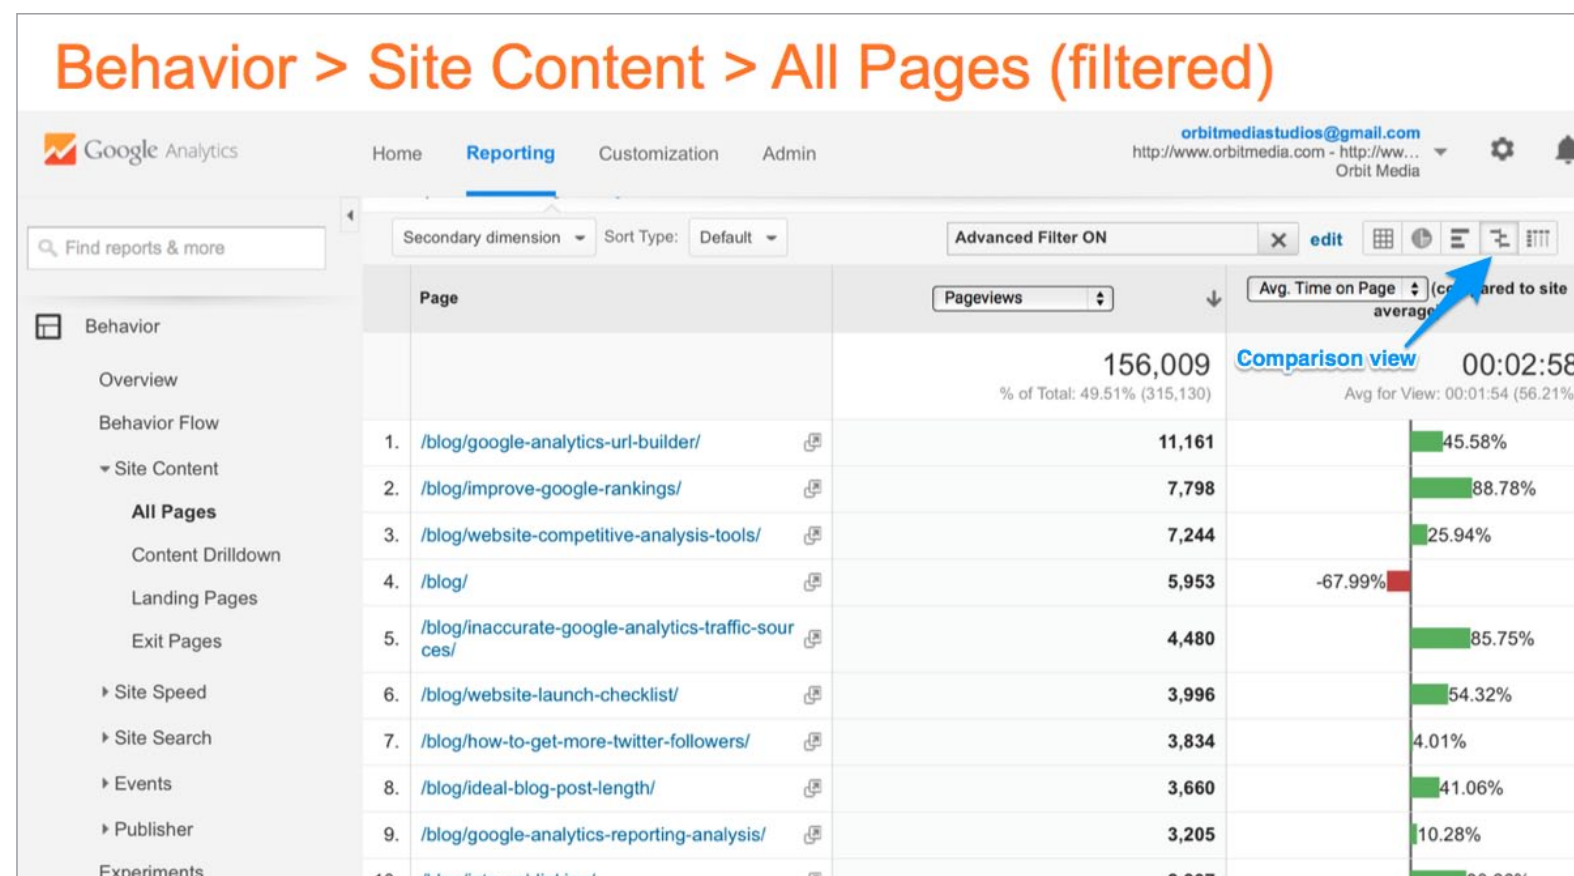 Behavior > Site Content > All Pages (filtered)
Google Analytics
Home Reporting Customization Admin
orbitmediastudios@gmail.com
http://www.orbitmedia.com - http://ww...
Orbit Media
Find reports & more
Secondary dimension Sort Type: Default
Advanced Filter ON edit
Page Pageviews Avg. Time on Page
Comparison view
156,009 00:02:58
% of Total: 49.51% (315,130) Avg for View: 00:01:54 (56.21%
Behavior
Overview
Behavior Flow
Site Content
All Pages
Content Drilldown
Landing Pages
Exit Pages
Site Speed
Site Search
Events
Publisher
Experiments
1. /blog/google-analytics-url-builder/ 11,161 45.58%
2. /blog/improve-google-rankings/ 7,798 88.78%
3. /blog/website-competitive-analysis-tools/ 7,244 25.94%
4. /blog/ 5,953 -67.99%
5. /blog/inaccurate-google-analytics-traffic-sour
ces/ 4,480 85.75%
6. /blog/website-launch-checklist/ 3,996 54.32%
7. /blog/how-to-get-more-twitter-followers/ 3,834 4.01%
8. /blog/ideal-blog-post-length/ 3,660 41.06%
9. /blog/google-analytics-reporting-analysis/ 3,205 10.28%